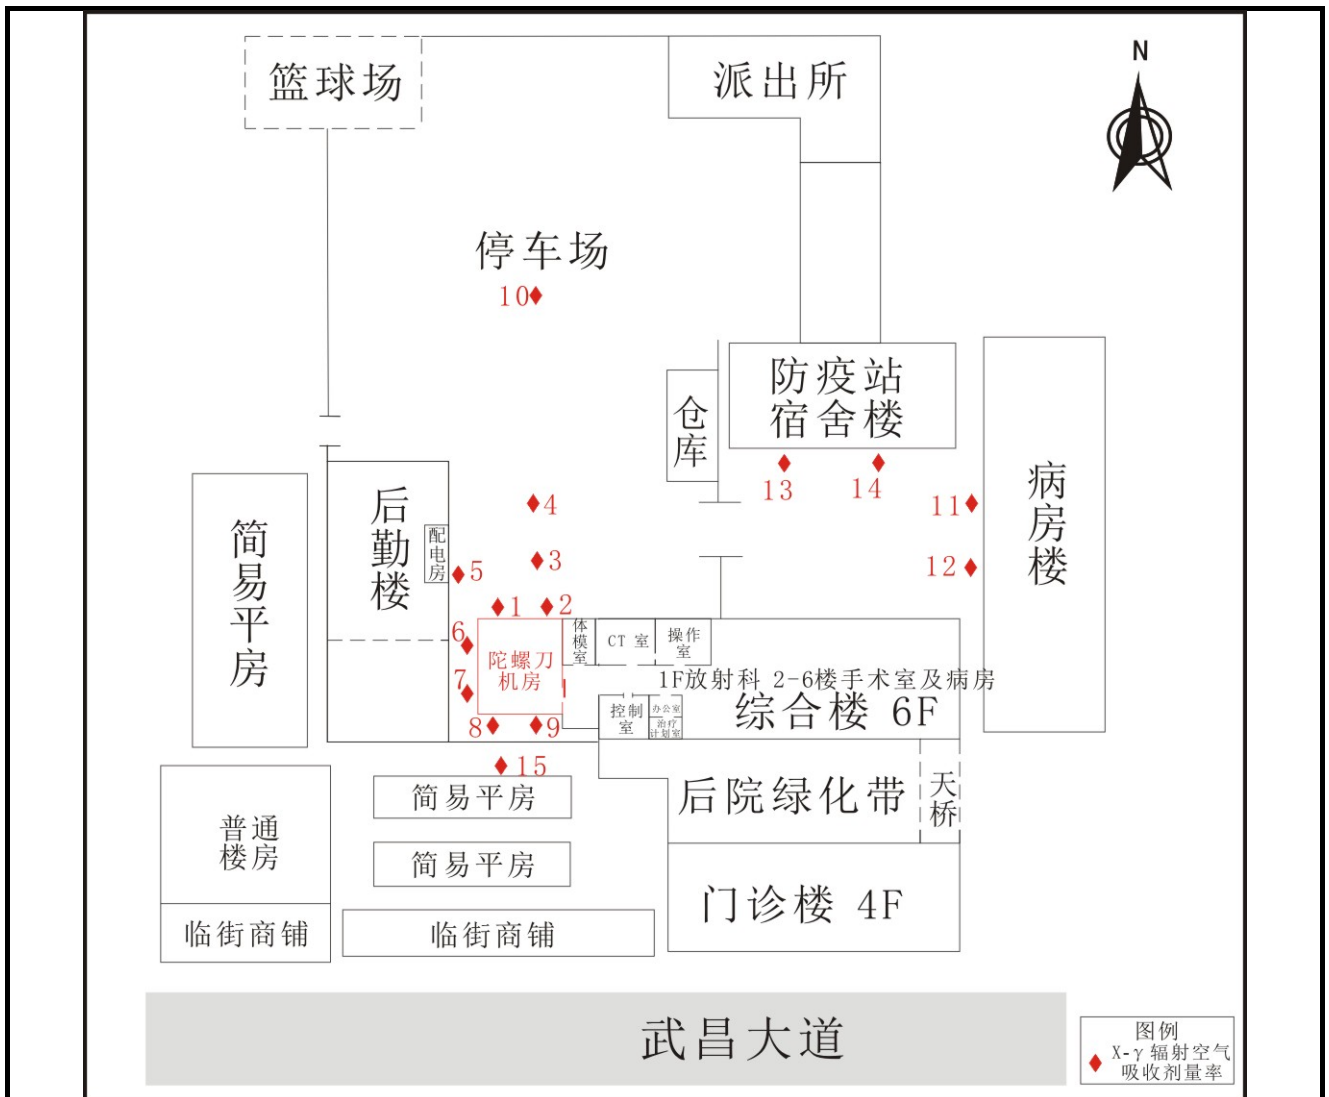 篮球场
派出所
N
停车场
10
防疫站
宿舍楼
仓库
13
14
11
12
病房楼
简易平房
后勤楼
配电房
4
3
5
1
2
6
7
陀螺刀
机房
体模室
CT 室
操作室
1F放射科 2-6楼手术室及病房
综合楼 6F
控制室
办公室
治疗
计划室
8
9
15
简易平房
后院绿化带
天桥
普通
楼房
简易平房
门诊楼 4F
临街商铺
临街商铺
武昌大道
图例
X-γ 辐射空气
吸收剂量率